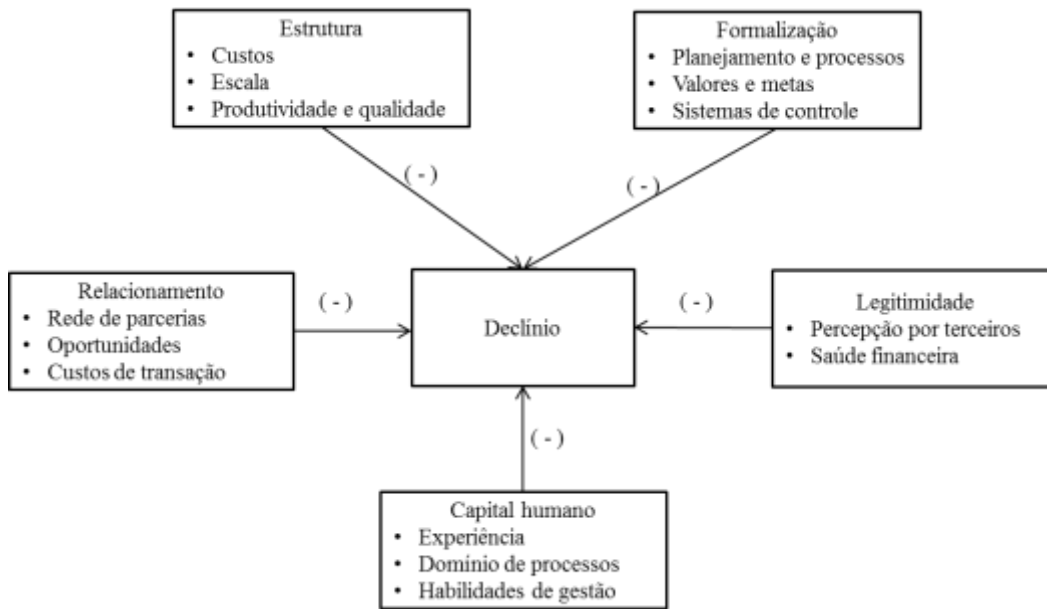 Estrutura
• Custos
• Escala
• Produtividade e qualidade
Formalização
• Planejamento e processos
• Valores e metas
• Sistemas de controle
( - )
( - )
Relacionamento
• Rede de parcerias
• Oportunidades
• Custos de transação
( - )
Declínio
( - )
Legitimidade
• Percepção por terceiros
• Saúde financeira
( - )
Capital humano
• Experiência
• Domínio de processos
• Habilidades de gestão